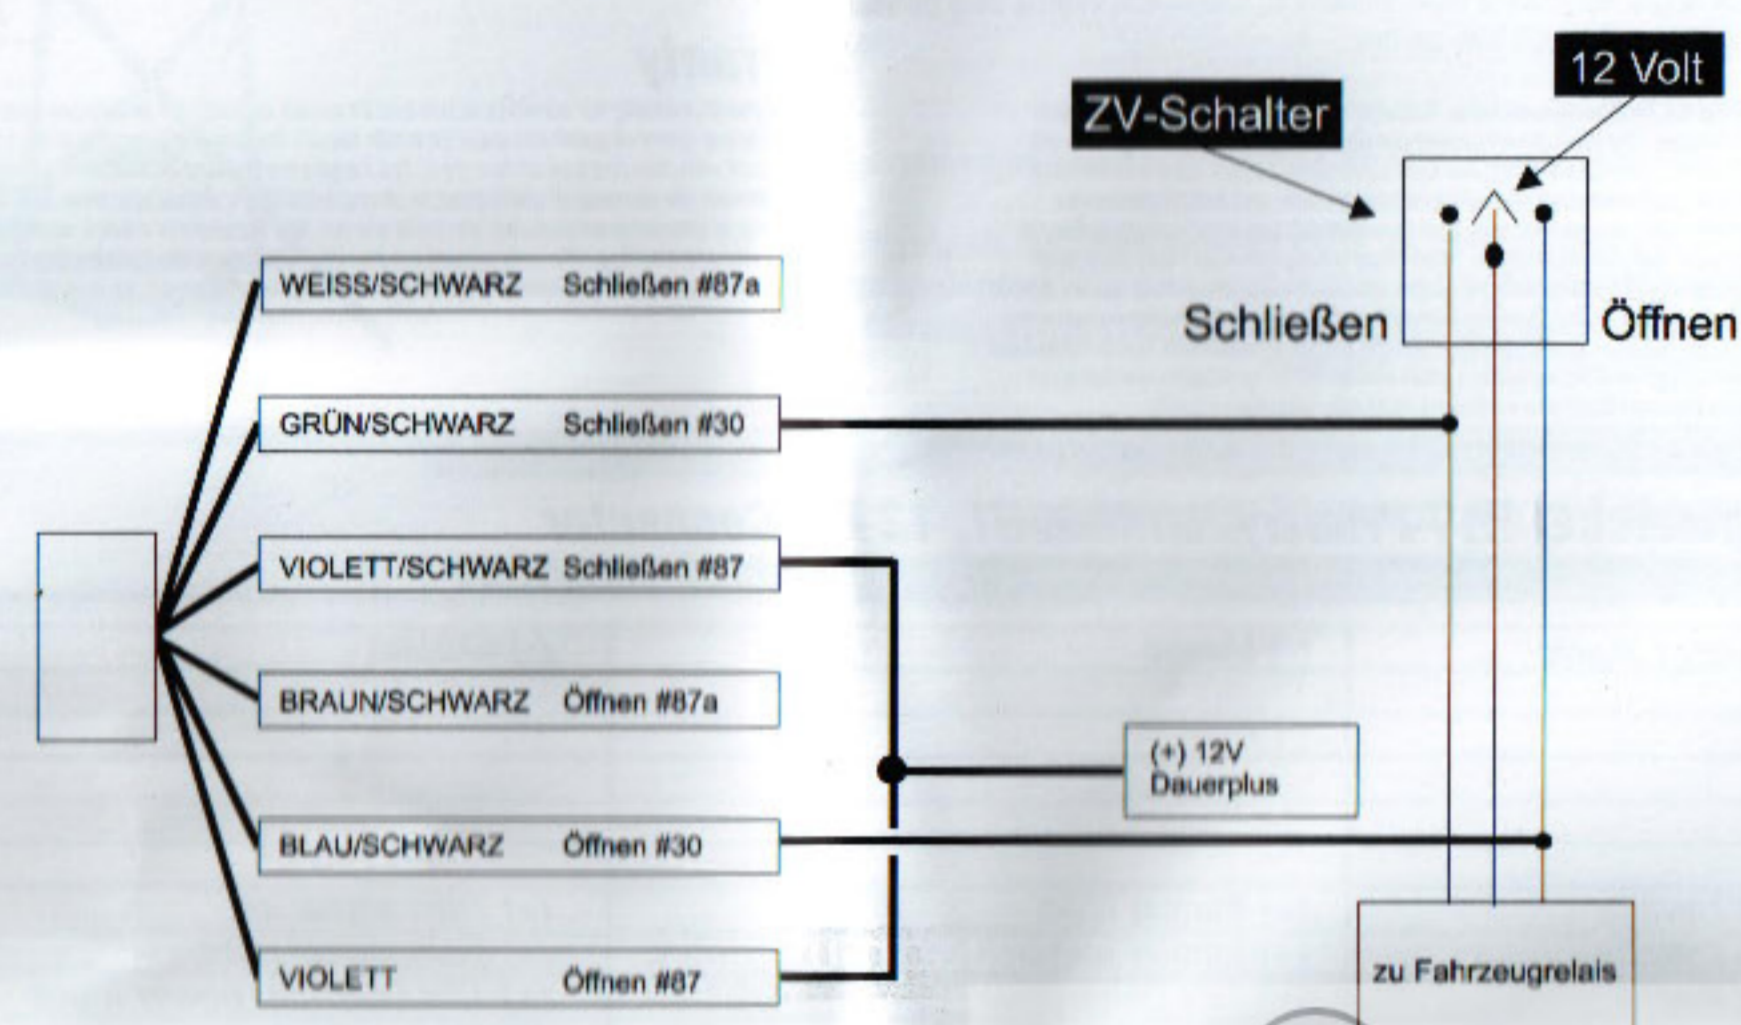 12 Volt
ZV-Schalter
Schließen
Öffnen
WEISS/SCHWARZ Schließen #87a
GRÜN/SCHWARZ Schließen #30
VIOLETT/SCHWARZ Schließen #87
BRAUN/SCHWARZ Öffnen #87a
(+) 12V
Dauerplus
BLAU/SCHWARZ Öffnen #30
VIOLETT Öffnen #87
zu Fahrzeugrelais